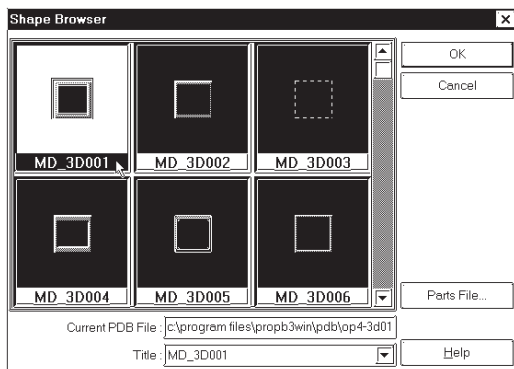 Shape Browser
OK
Cancel
MD_3D001 MD_3D002 MD_3D003
MD_3D004 MD_3D005 MD_3D006
Parts File...
Current PDB File : c:\program files\propb3win\pdb\op4-3d01
Title : MD_3D001
Help